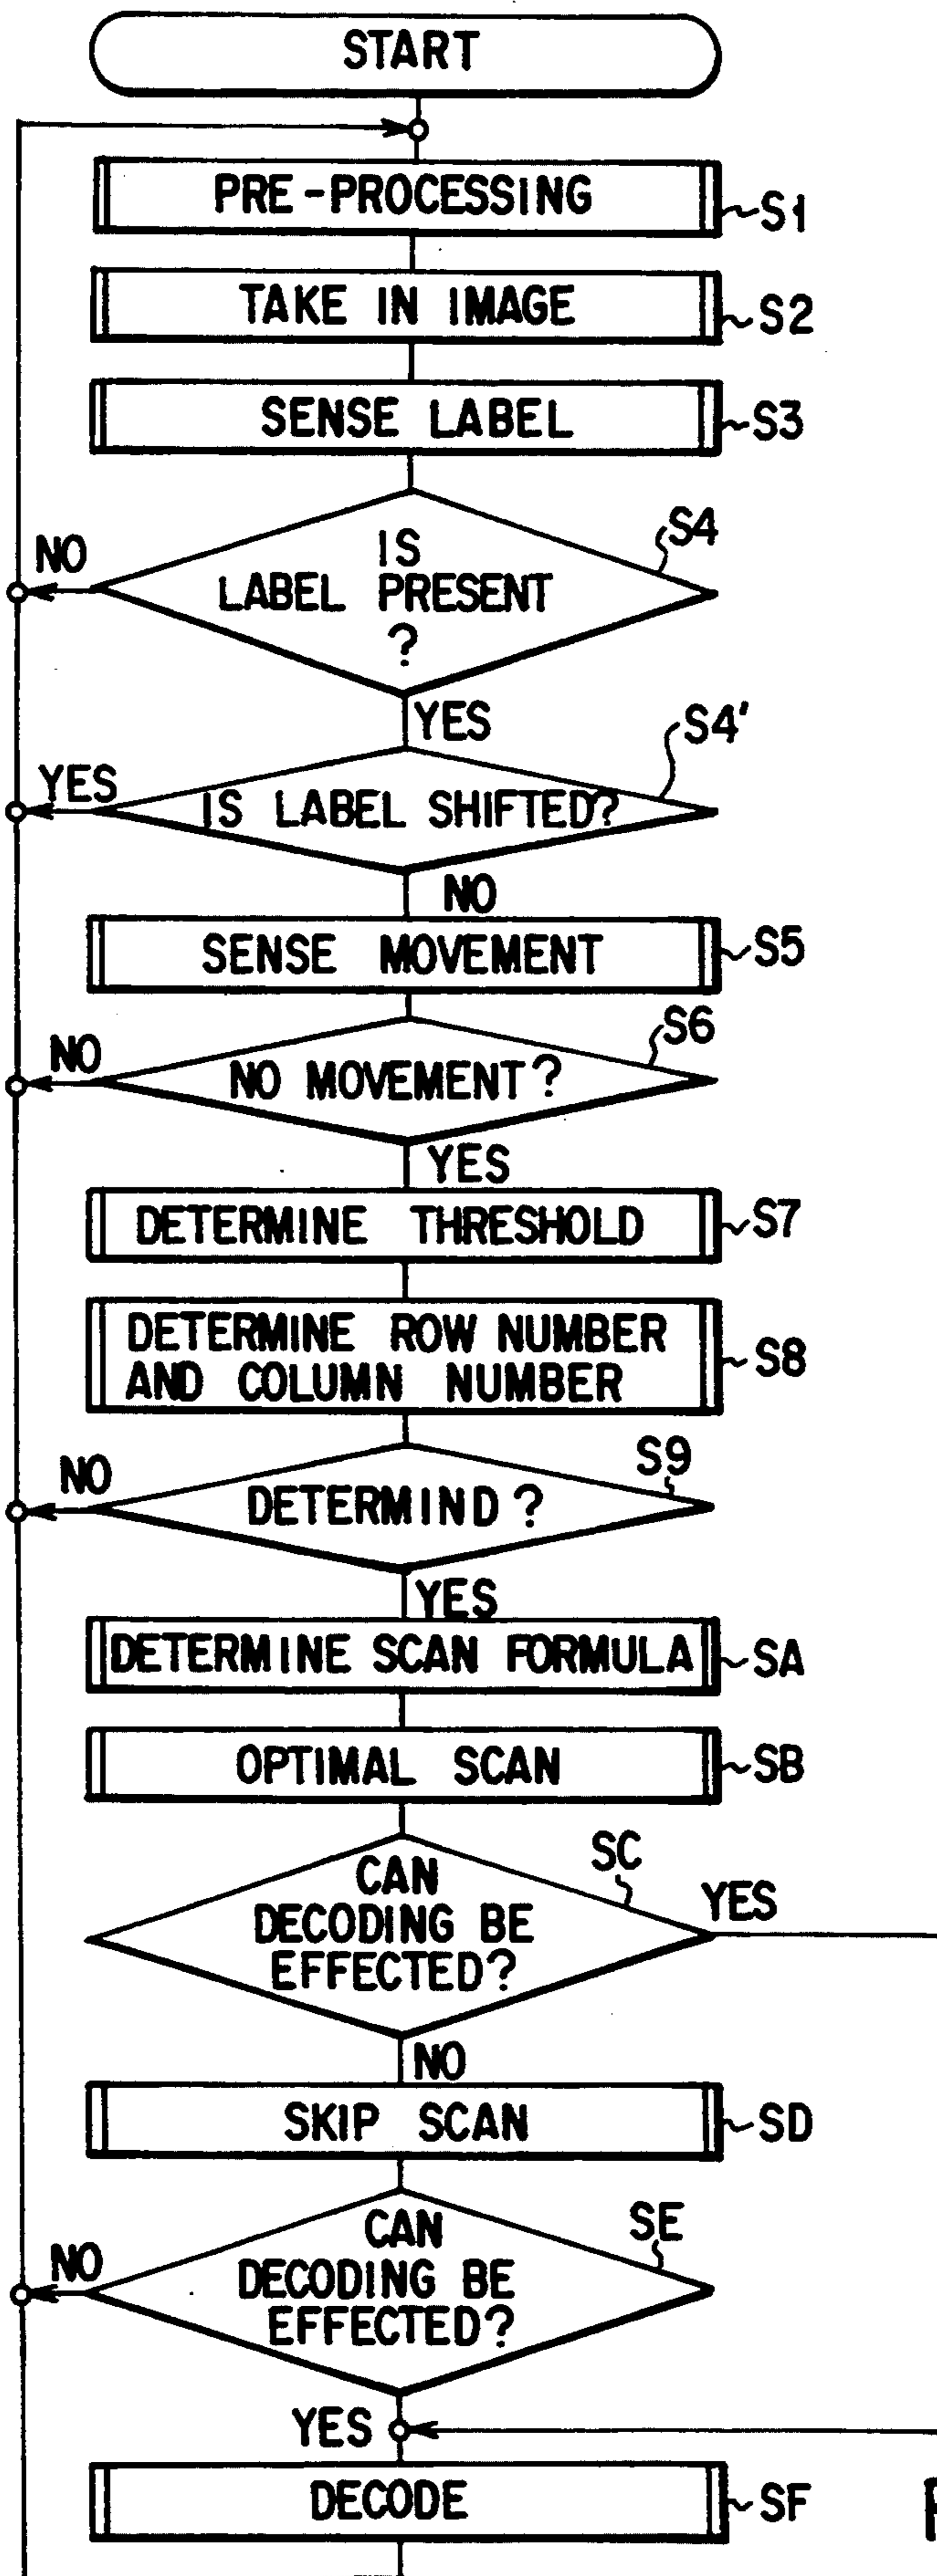 START
PRE-PROCESSING
S1
TAKE IN IMAGE
S2
SENSE LABEL
S3
IS
LABEL PRESENT
?
S4
NO
YES
S4'
YES
IS LABEL SHIFTED?
NO
SENSE MOVEMENT
S5
S6
NO
NO MOVEMENT?
YES
DETERMINE THRESHOLD
S7
DETERMINE ROW NUMBER
AND COLUMN NUMBER
S8
S9
NO
DETERMIND?
YES
DETERMINE SCAN FORMULA
SA
OPTIMAL SCAN
SB
SC
CAN
DECODING BE
EFFECTED?
YES
NO
SKIP SCAN
SD
SE
CAN
DECODING BE
EFFECTED?
NO
YES
DECODE
SF